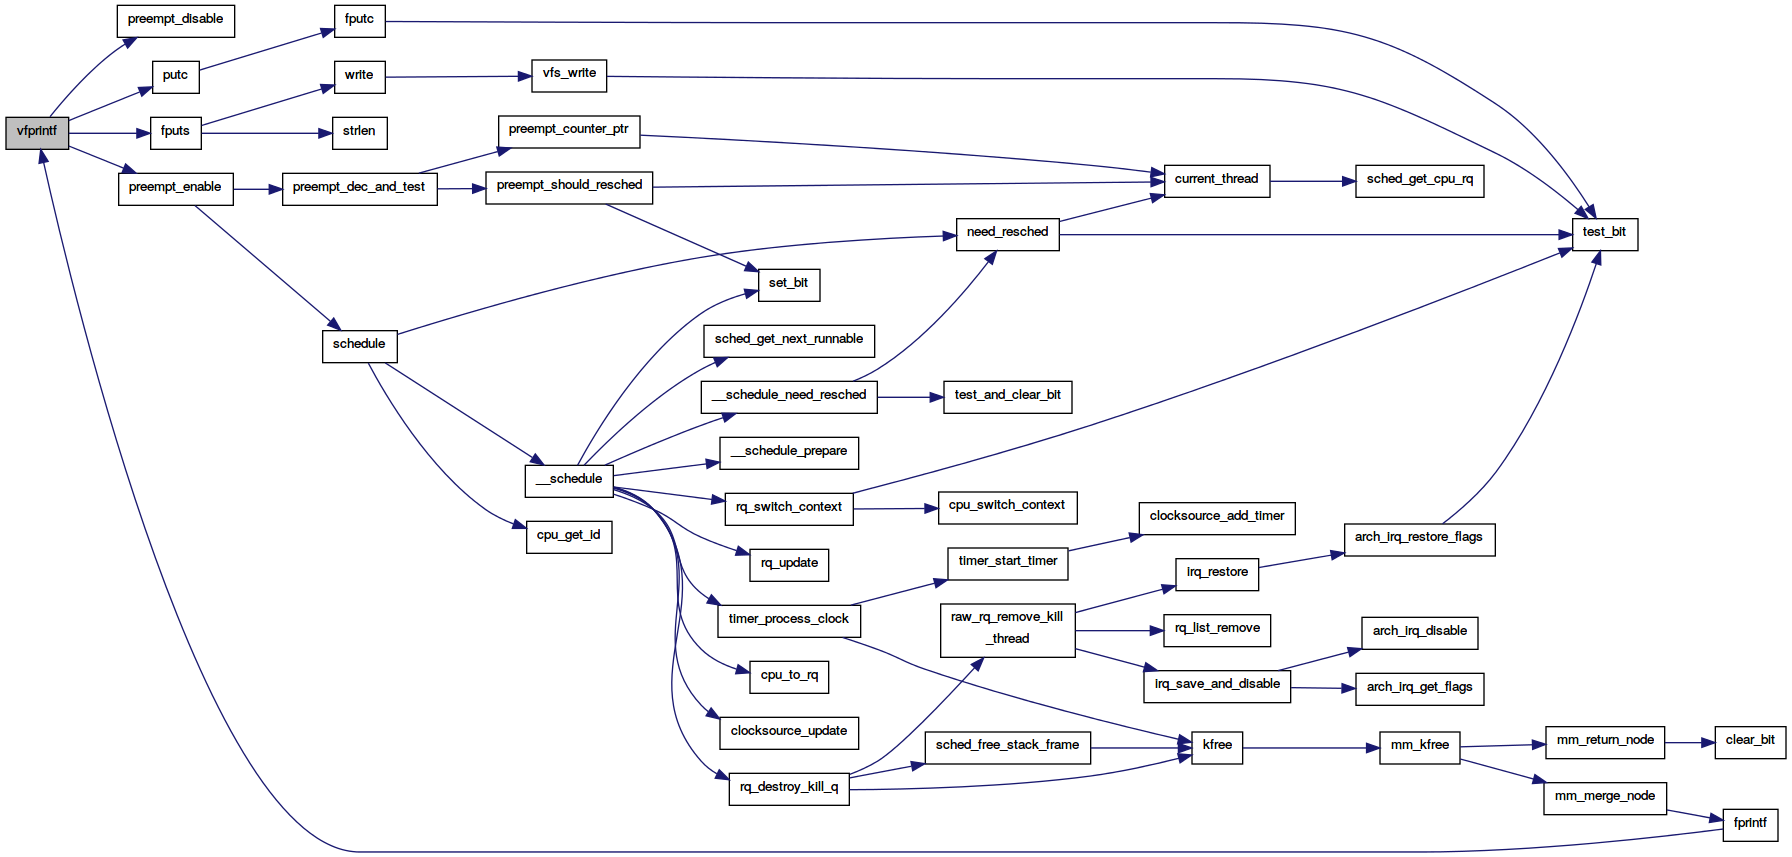 preempt_disable
fputc
putc
write
vfs_write
vfprintf
fputs
strlen
preempt_counter_ptr
preempt_enable
preempt_dec_and_test
preempt_should_resched
current_thread
sched_get_cpu_rq
need_resched
test_bit
set_bit
schedule
sched_get_next_runnable
__schedule_need_resched
test_and_clear_bit
__schedule_prepare
__schedule
rq_switch_context
cpu_switch_context
clocksource_add_timer
cpu_get_id
arch_irq_restore_flags
rq_update
timer_start_timer
irq_restore
timer_process_clock
raw_rq_remove_kill
_thread
rq_list_remove
arch_irq_disable
cpu_to_rq
irq_save_and_disable
arch_irq_get_flags
clocksource_update
sched_free_stack_frame
kfree
mm_kfree
mm_return_node
clear_bit
rq_destroy_kill_q
mm_merge_node
fprintf